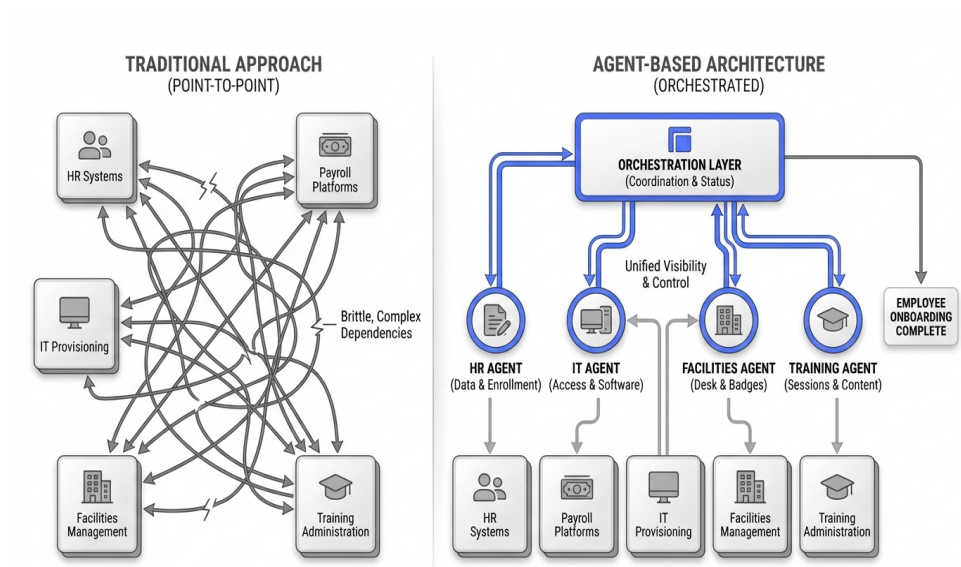 TRADITIONAL APPROACH
(POINT-TO-POINT)
HR Systems
Payroll
Platforms
IT Provisioning
Brittle, Complex
Dependencies
Facilities
Management
Training
Administration
AGENT-BASED ARCHITECTURE
(ORCHESTRATED)
ORCHESTRATION LAYER
(Coordination & Status)
Unified Visibility
& Control
EMPLOYEE
ONBOARDING
COMPLETE
HR AGENT
(Data & Enrollment)
IT AGENT
(Access & Software)
FACILITIES AGENT
(Desk & Badges)
TRAINING AGENT
(Sessions & Content)
HR
Systems
Payroll
Platforms
IT
Provisioning
Facilities
Management
Training
Administration